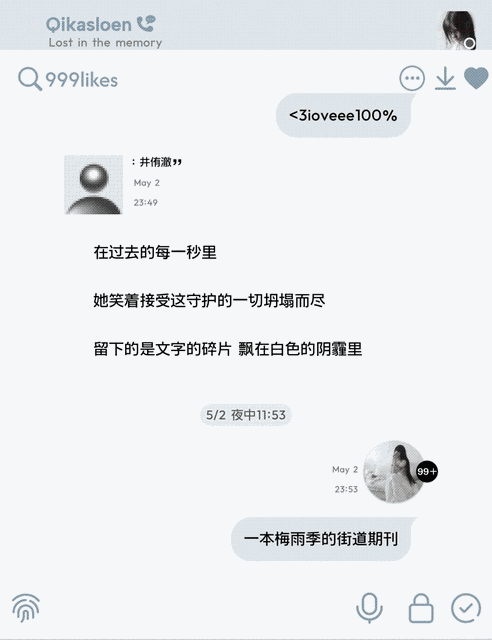 Qikasloen
Lost in the memory
999likes
<3ioveee100%
：井侑澈”
May 2
23:49
在过去的每一秒里
她笑着接受这守护的一切坍塌而尽
留下的是文字的碎片 飘在白色的阴霾里
5/2 夜中11:53
May 2
99+
23:53
一本梅雨季的街道期刊